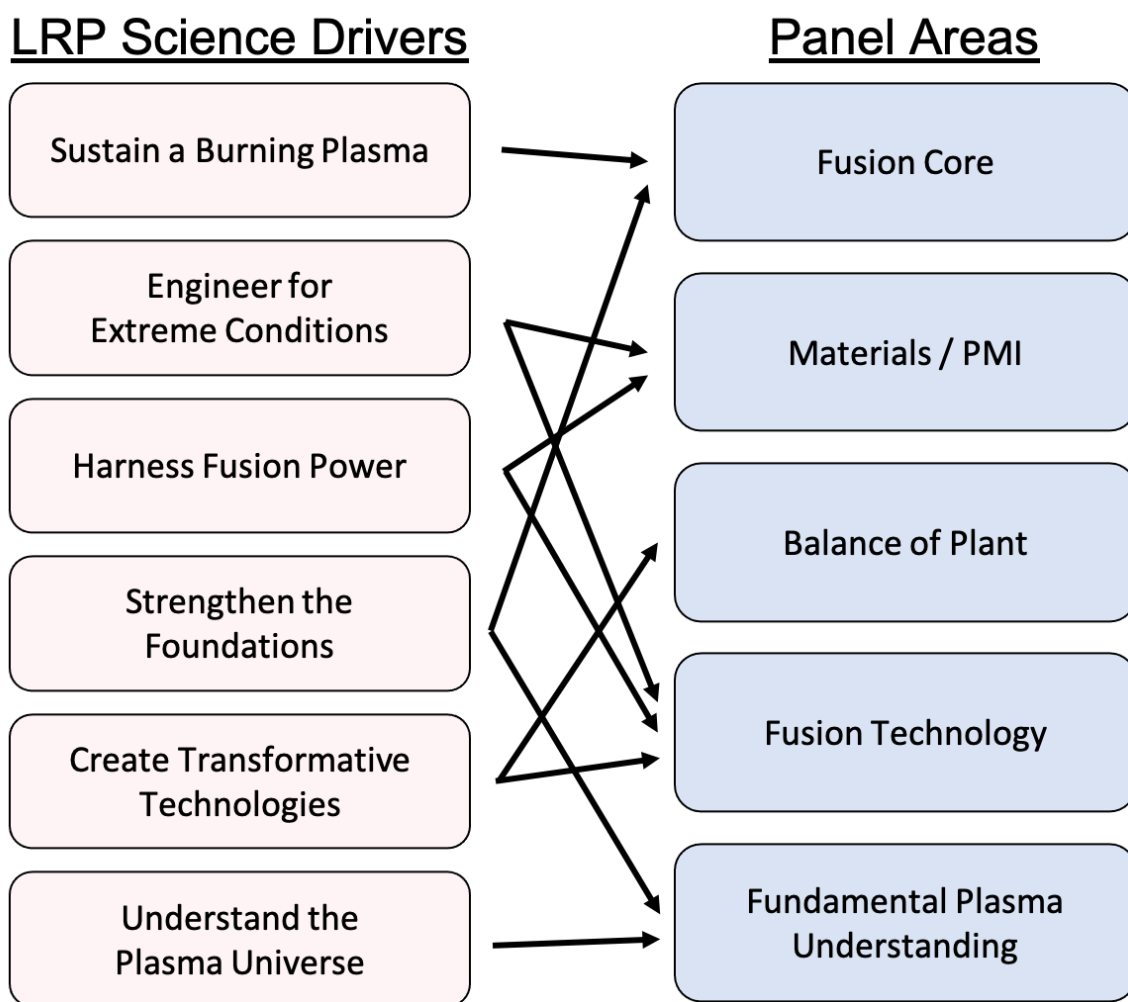 LRP Science Drivers
Panel Areas
Sustain a Burning Plasma
Engineer for
Extreme Conditions
Harness Fusion Power
Strengthen the
Foundations
Create Transformative
Technologies
Understand the
Plasma Universe
Fusion Core
Materials / PMI
Balance of Plant
Fusion Technology
Fundamental Plasma
Understanding